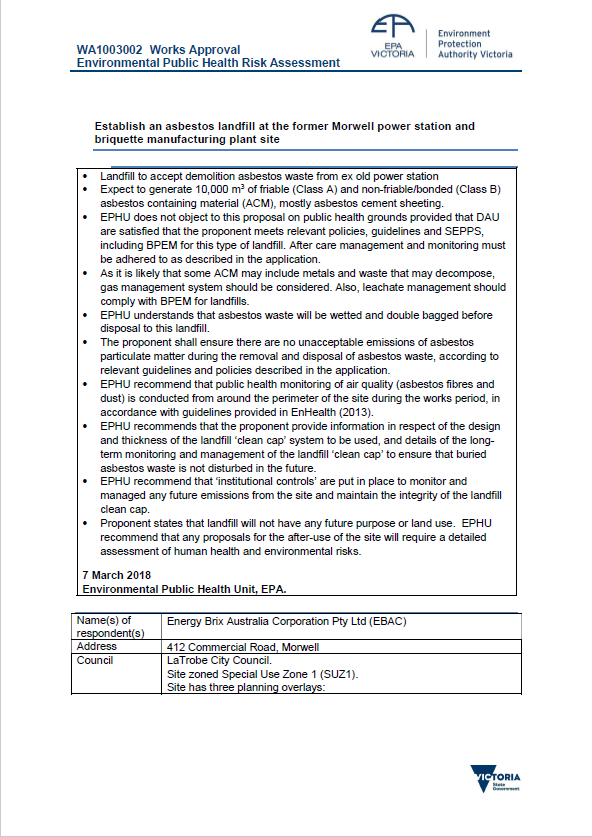 WA1003002 Works Approval
Environmental Public Health Risk Assessment
EPA
VICTORIA
Environment
Protection
Authority Victoria
Establish an asbestos landfill at the former Morwell power station and
briquette manufacturing plant site
• Landfill to accept demolition asbestos waste from ex old power station
• Expect to generate 10,000 m³ of friable (Class A) and non-friable/bonded (Class B)
asbestos containing material (ACM), mostly asbestos cement sheeting.
• EPHU does not object to this proposal on public health grounds provided that DAU
are satisfied that the proponent meets relevant policies, guidelines and SEPPS,
including BPEM for this type of landfill. After care management and monitoring must
be adhered to as described in the application.
• As it is likely that some ACM may include metals and waste that may decompose,
gas management system should be considered. Also, leachate management should
comply with BPEM for landfills.
• EPHU understands that asbestos waste will be wetted and double bagged before
disposal to this landfill.
• The proponent shall ensure there are no unacceptable emissions of asbestos
particulate matter during the removal and disposal of asbestos waste, according to
relevant guidelines and policies described in the application.
• EPHU recommend that public health monitoring of air quality (asbestos fibres and
dust) is conducted from around the perimeter of the site during the works period, in
accordance with guidelines provided in EnHealth (2013).
• EPHU recommends that the proponent provide information in respect of the design
and thickness of the landfill ‘clean cap’ system to be used, and details of the long-
term monitoring and management of the landfill ‘clean cap’ to ensure that buried
asbestos waste is not disturbed in the future.
• EPHU recommend that ‘institutional controls’ are put in place to monitor and
managed any future emissions from the site and maintain the integrity of the landfill
clean cap.
• Proponent states that landfill will not have any future purpose or land use. EPHU
recommend that any proposals for the after-use of the site will require a detailed
assessment of human health and environmental risks.
7 March 2018
Environmental Public Health Unit, EPA.
Name(s) of
respondent(s)
Energy Brix Australia Corporation Pty Ltd (EBAC)
Address
412 Commercial Road, Morwell
Council
LaTrobe City Council.
Site zoned Special Use Zone 1 (SUZ1).
Site has three planning overlays:
VICTORIA
State
Government